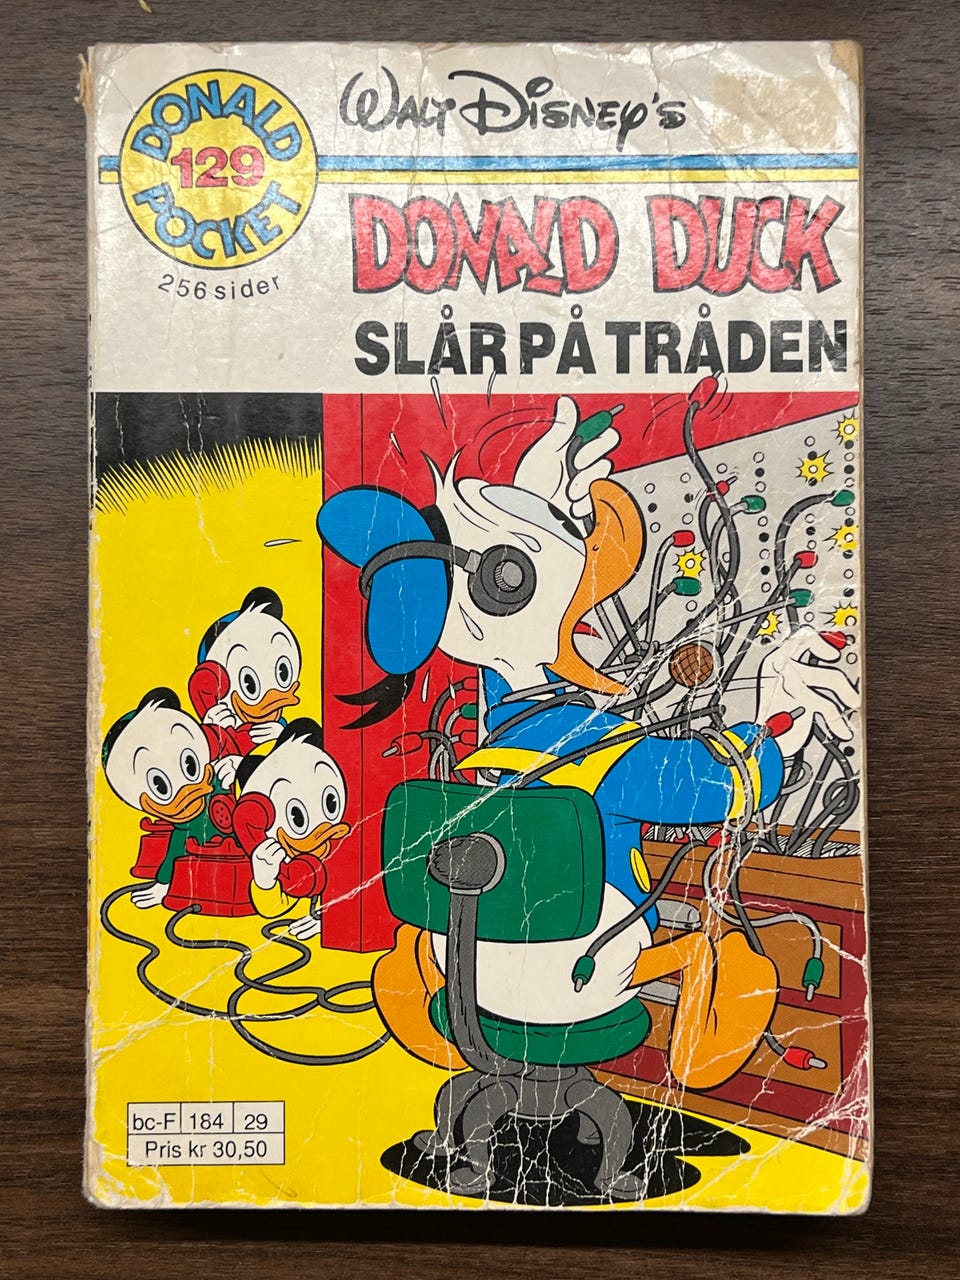 DONALD
129
POCKET
256 sider
WALT DISNEY'S
DONALD DUCK
SLÅR PÅ TRÅDEN
bc-F 184 29
Pris kr 30,50